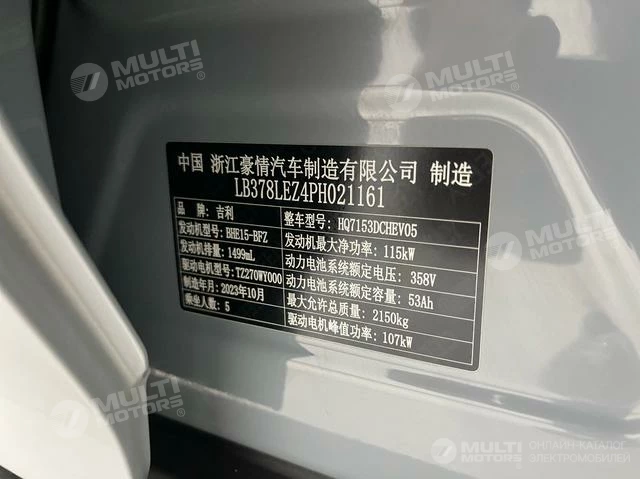 MULTI
MOTORS®
MULTI
MOTORS®
中国 浙江豪情汽车制造有限公司 制造
LB378LEZ4PH021161
品牌：吉利
整车型号：HQ7153DCHEV05
发动机型号：BHE15-BFZ
发动机最大净功率：115kW
发动机排量：1499mL
动力电池系统额定电压：358V
驱动电机型号：TZ270WY000
动力电池系统额定容量：53Ah
制造年月：2023年10月
最大允许总质量：2150kg
乘坐人数：5
驱动电机峰值功率：107kW
MULTI
MOTORS®
MULTI
MOTORS
ОНЛАЙН-КАТАЛОГ
ЭЛЕКТРОМОБИЛЕЙ